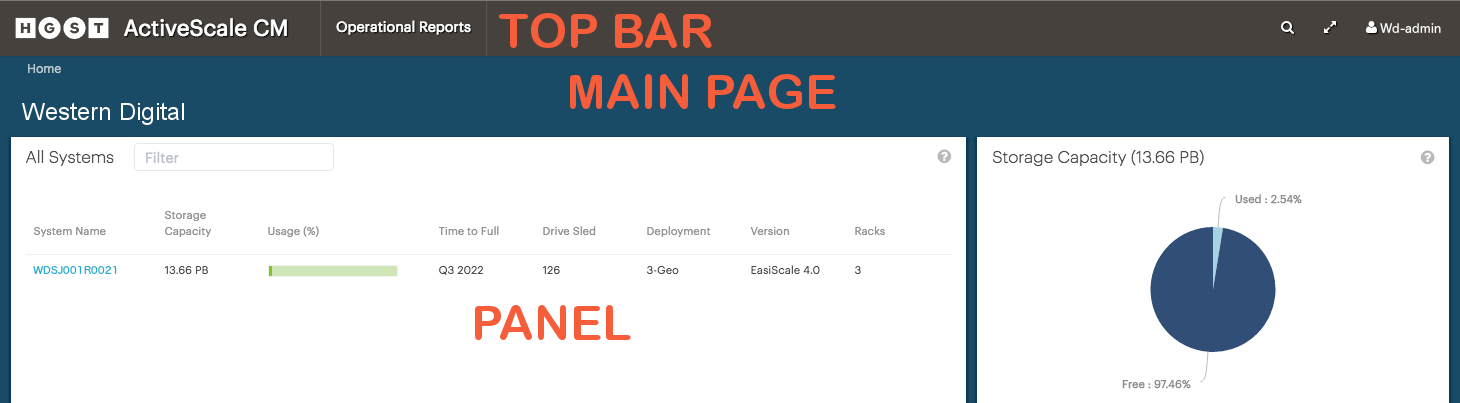 HGST ActiveScale CM Operational Reports TOP BAR Wd-admin
Home
MAIN PAGE
Western Digital
All Systems Filter ?
System Name Storage Capacity Usage (%) Time to Full Drive Sled Deployment Version Racks
WDSJ001R0021 13.66 PB Q3 2022 126 3-Geo EasiScale 4.0 3
PANEL
Storage Capacity (13.66 PB) ?
Used : 2.54%
Free : 97.46%